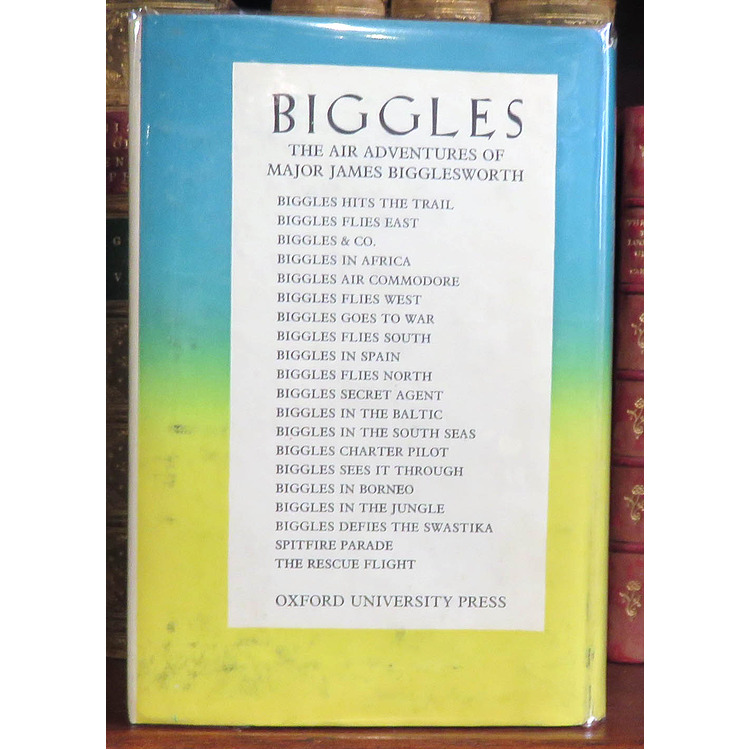 BIGGLES
THE AIR ADVENTURES OF
MAJOR JAMES BIGGLESWORTH
BIGGLES HITS THE TRAIL
BIGGLES FLIES EAST
BIGGLES & CO.
BIGGLES IN AFRICA
BIGGLES AIR COMMODORE
BIGGLES FLIES WEST
BIGGLES GOES TO WAR
BIGGLES FLIES SOUTH
BIGGLES IN SPAIN
BIGGLES FLIES NORTH
BIGGLES SECRET AGENT
BIGGLES IN THE BALTIC
BIGGLES IN THE SOUTH SEAS
BIGGLES CHARTER PILOT
BIGGLES SEES IT THROUGH
BIGGLES IN BORNEO
BIGGLES IN THE JUNGLE
BIGGLES DEFIES THE SWASTIKA
SPITFIRE PARADE
THE RESCUE FLIGHT
OXFORD UNIVERSITY PRESS